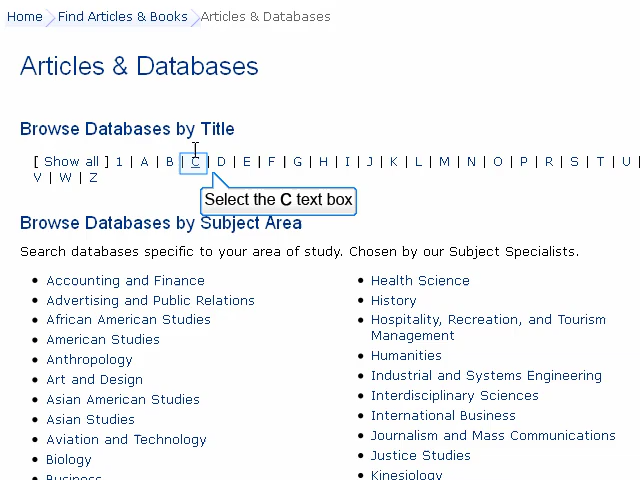 Home Find Articles & Books Articles & Databases
Articles & Databases
Browse Databases by Title
[ Show all ] 1 | A | B | C | D | E | F | G | H | I | J | K | L | M | N | O | P | R | S | T | U |
V | W | Z
Select the C text box
Browse Databases by Subject Area
Search databases specific to your area of study. Chosen by our Subject Specialists.
Accounting and Finance
Advertising and Public Relations
African American Studies
American Studies
Anthropology
Art and Design
Asian American Studies
Asian Studies
Aviation and Technology
Biology
Business
Health Science
History
Hospitality, Recreation, and Tourism
Management
Humanities
Industrial and Systems Engineering
Interdisciplinary Sciences
International Business
Journalism and Mass Communications
Justice Studies
Kinesiology